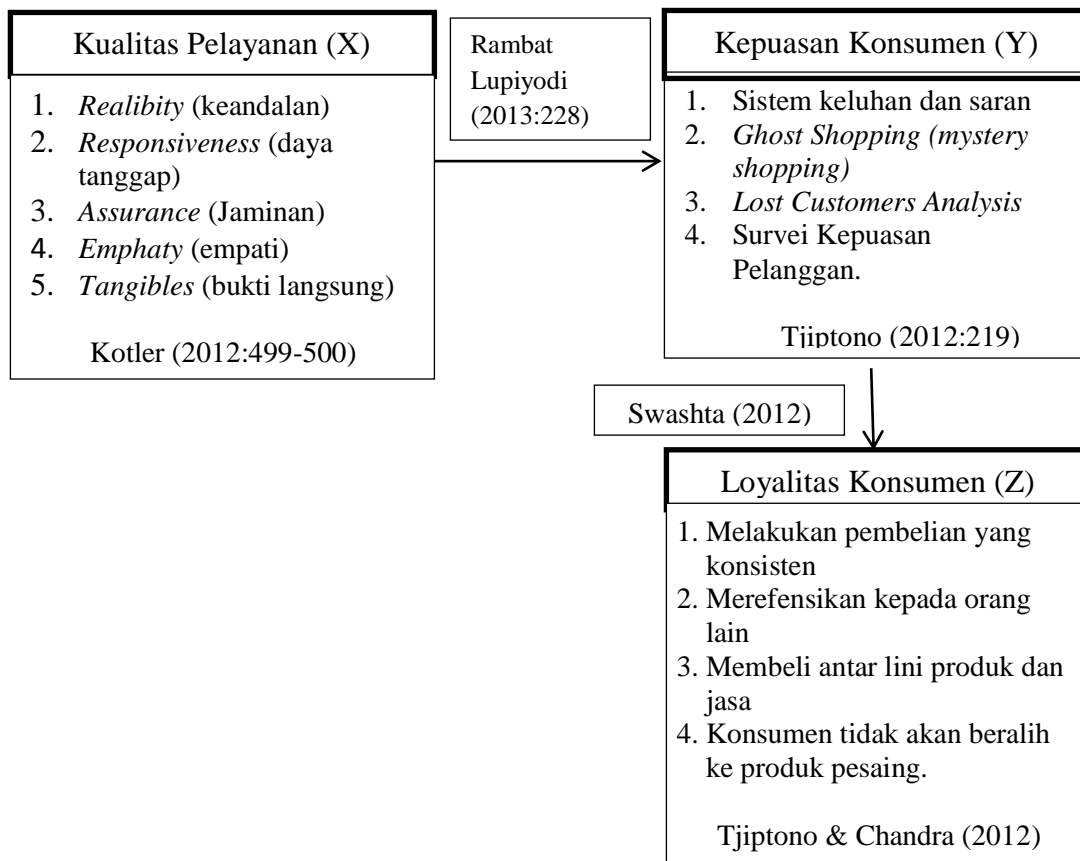 Kualitas Pelayanan (X)
1. Realibity (keandalan)
2. Responsiveness (daya
tanggap)
3. Assurance (Jaminan)
4. Emphaty (empati)
5. Tangibles (bukti langsung)
Kotler (2012:499-500)
Rambat
Lupiyodi
(2013:228)
Kepuasan Konsumen (Y)
1. Sistem keluhan dan saran
2. Ghost Shopping (mystery
shopping)
3. Lost Customers Analysis
4. Survei Kepuasan
Pelanggan.
Tjiptono (2012:219)
Swashta (2012)
Loyalitas Konsumen (Z)
1. Melakukan pembelian yang
konsisten
2. Merefensikan kepada orang
lain
3. Membeli antar lini produk dan
jasa
4. Konsumen tidak akan beralih
ke produk pesaing.
Tjiptono & Chandra (2012)